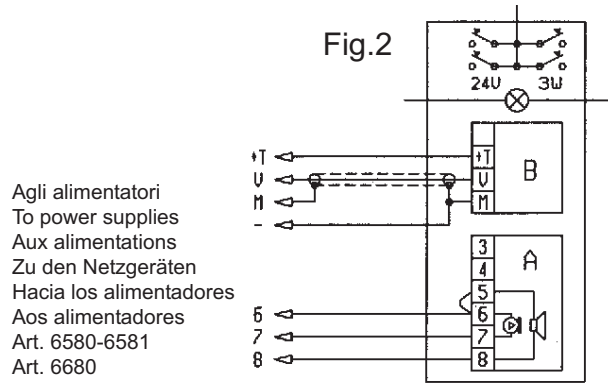 Fig.2
24V 3W
+T
V
M
-
+T
V
M
B
3
4
5
6
7
8
A
6
7
8
Agli alimentatori
To power supplies
Aux alimentations
Zu den Netzgeräten
Hacia los alimentadores
Aos alimentadores
Art. 6580-6581
Art. 6680